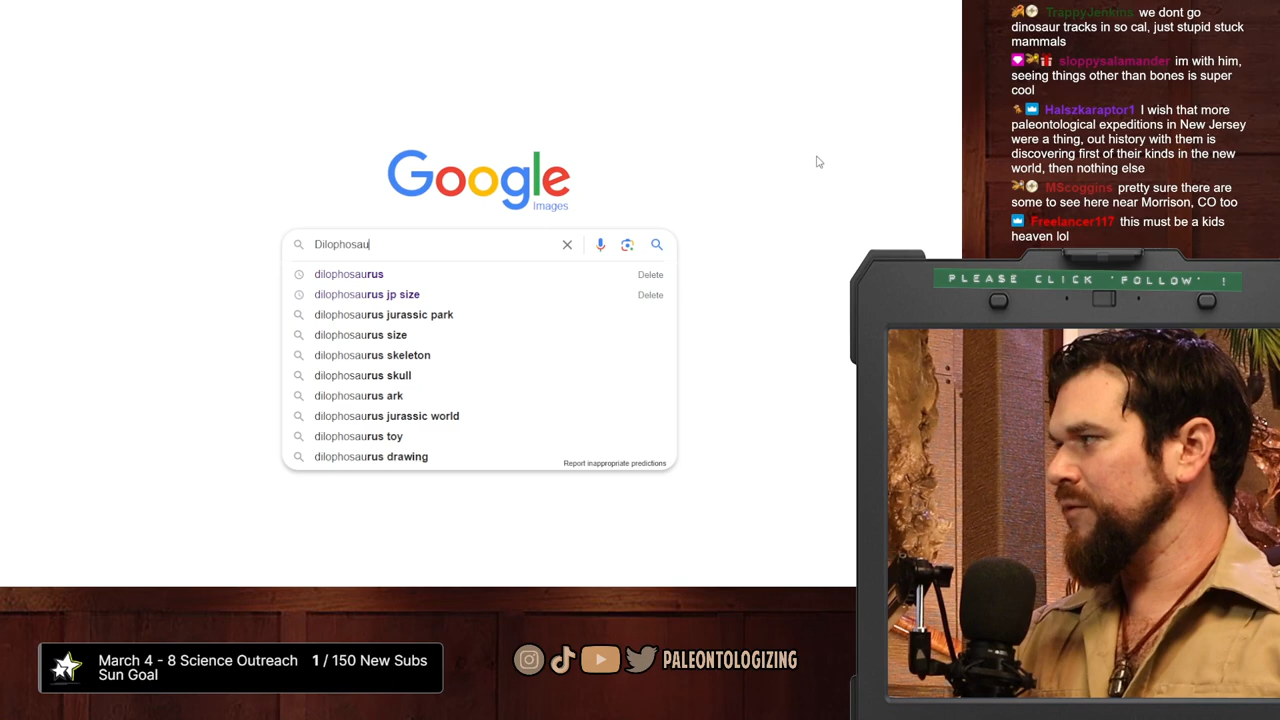 Google
Images
Dilophosau
dilophosaurus
Delete
dilophosaurus jp size
Delete
dilophosaurus jurassic park
dilophosaurus size
dilophosaurus skeleton
dilophosaurus skull
dilophosaurus ark
dilophosaurus jurassic world
dilophosaurus toy
dilophosaurus drawing
Report inappropriate predictions
TrappyJenkins we dont go
dinosaur tracks in so cal, just stupid stuck
mammals
sloppysalamander im with him,
seeing things other than bones is super
cool
Halszkaraptor1 I wish that more
paleontological expeditions in New Jersey
were a thing, out history with them is
discovering first of their kinds in the new
world, then nothing else
MScoggins pretty sure there are
some to see here near Morrison, CO too
Freelancer117 this must be a kids
heaven lol
PLEASE CLICK 'FOLLOW' !
March 4 - 8 Science Outreach 1 / 150 New Subs
Sun Goal
PALEONTOLOGIZING